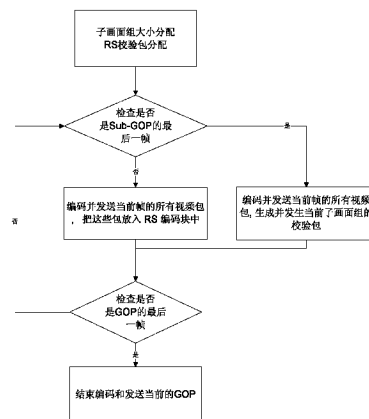 子画面组大小分配
RS校验包分配
检查是否
是Sub-GOP的最
后一帧
是
否
编码并发送当前帧的所有视频包
，把这些包放入 RS 编码块中
编码并发送当前帧的所有视频
包, 生成并发生当前了画面组的
校验包
否
检查是否
是GOP的最后
一帧
是
结束编码和发送当前的GOP